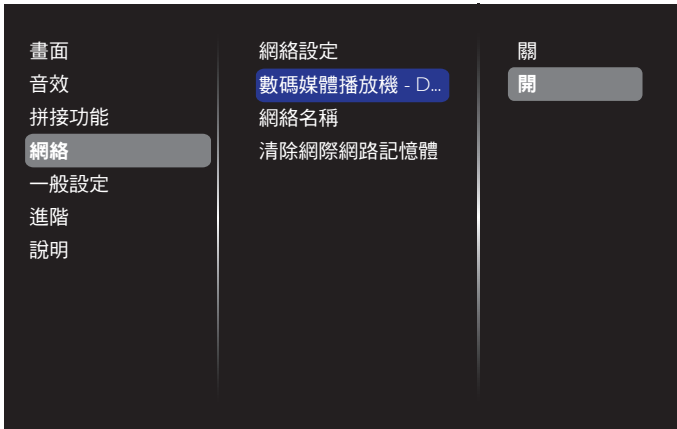 畫面
音效
拼接功能
網絡
一般設定
進階
說明
網絡設定
數碼媒體播放機 - D...
網絡名稱
清除網際網路記憶體
關
開